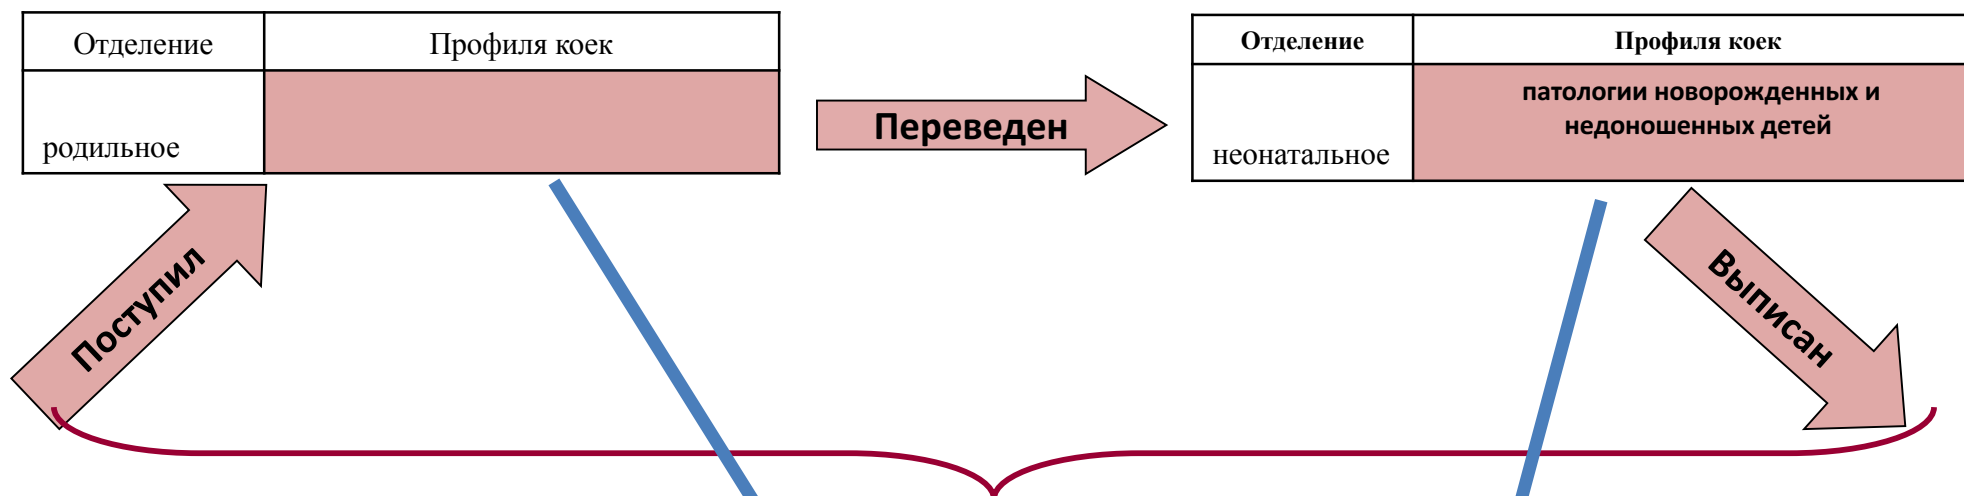 Отделение Профиля коек
родильное
Переведен
Отделение Профиля коек
патологии новорожденных и
недоношенных детей
неонатальное
Поступил
Выписан